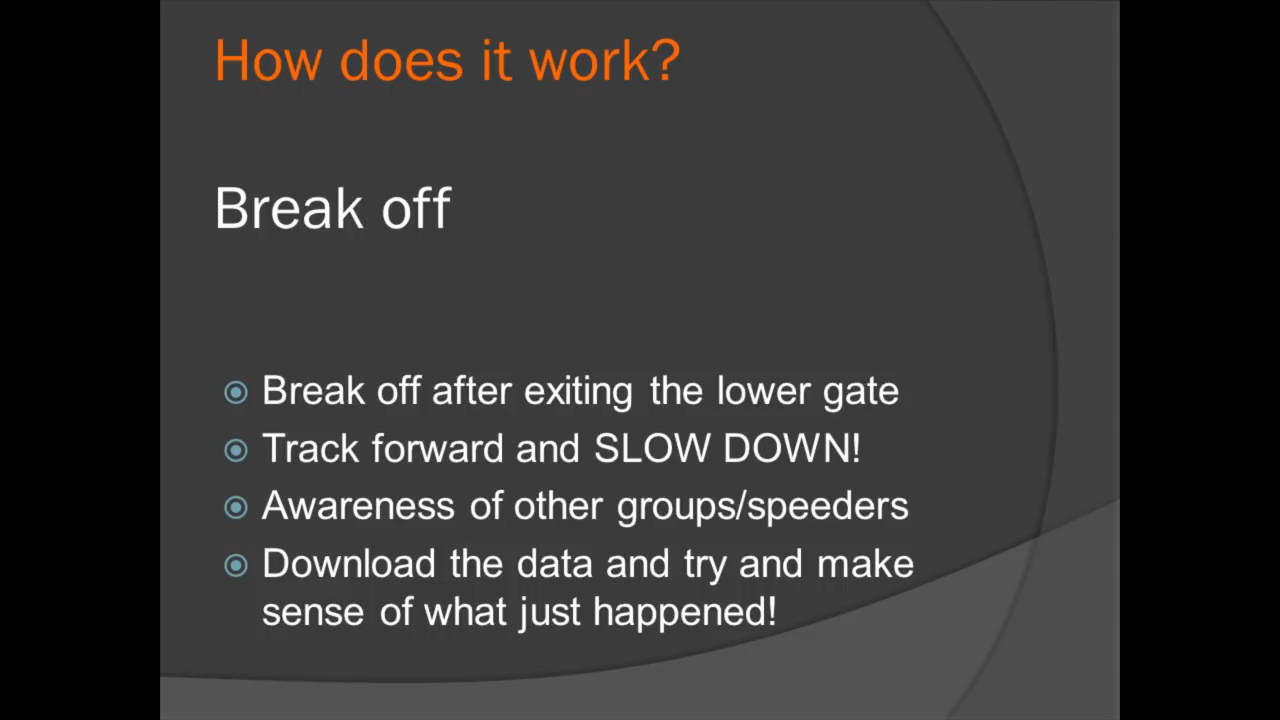 How does it work?
Break off
Break off after exiting the lower gate
Track forward and SLOW DOWN!
Awareness of other groups/speeders
Download the data and try and make
sense of what just happened!